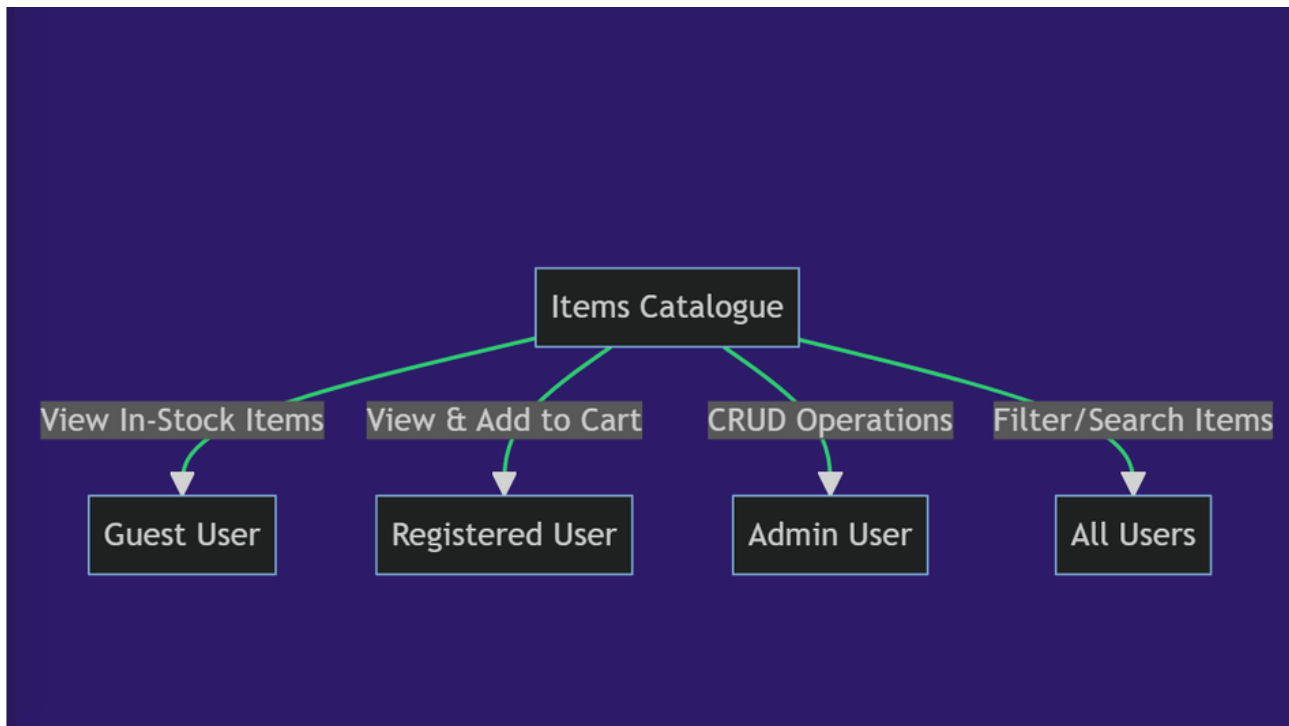 Items Catalogue
View In-Stock Items
View & Add to Cart
CRUD Operations
Filter/Search Items
Guest User
Registered User
Admin User
All Users